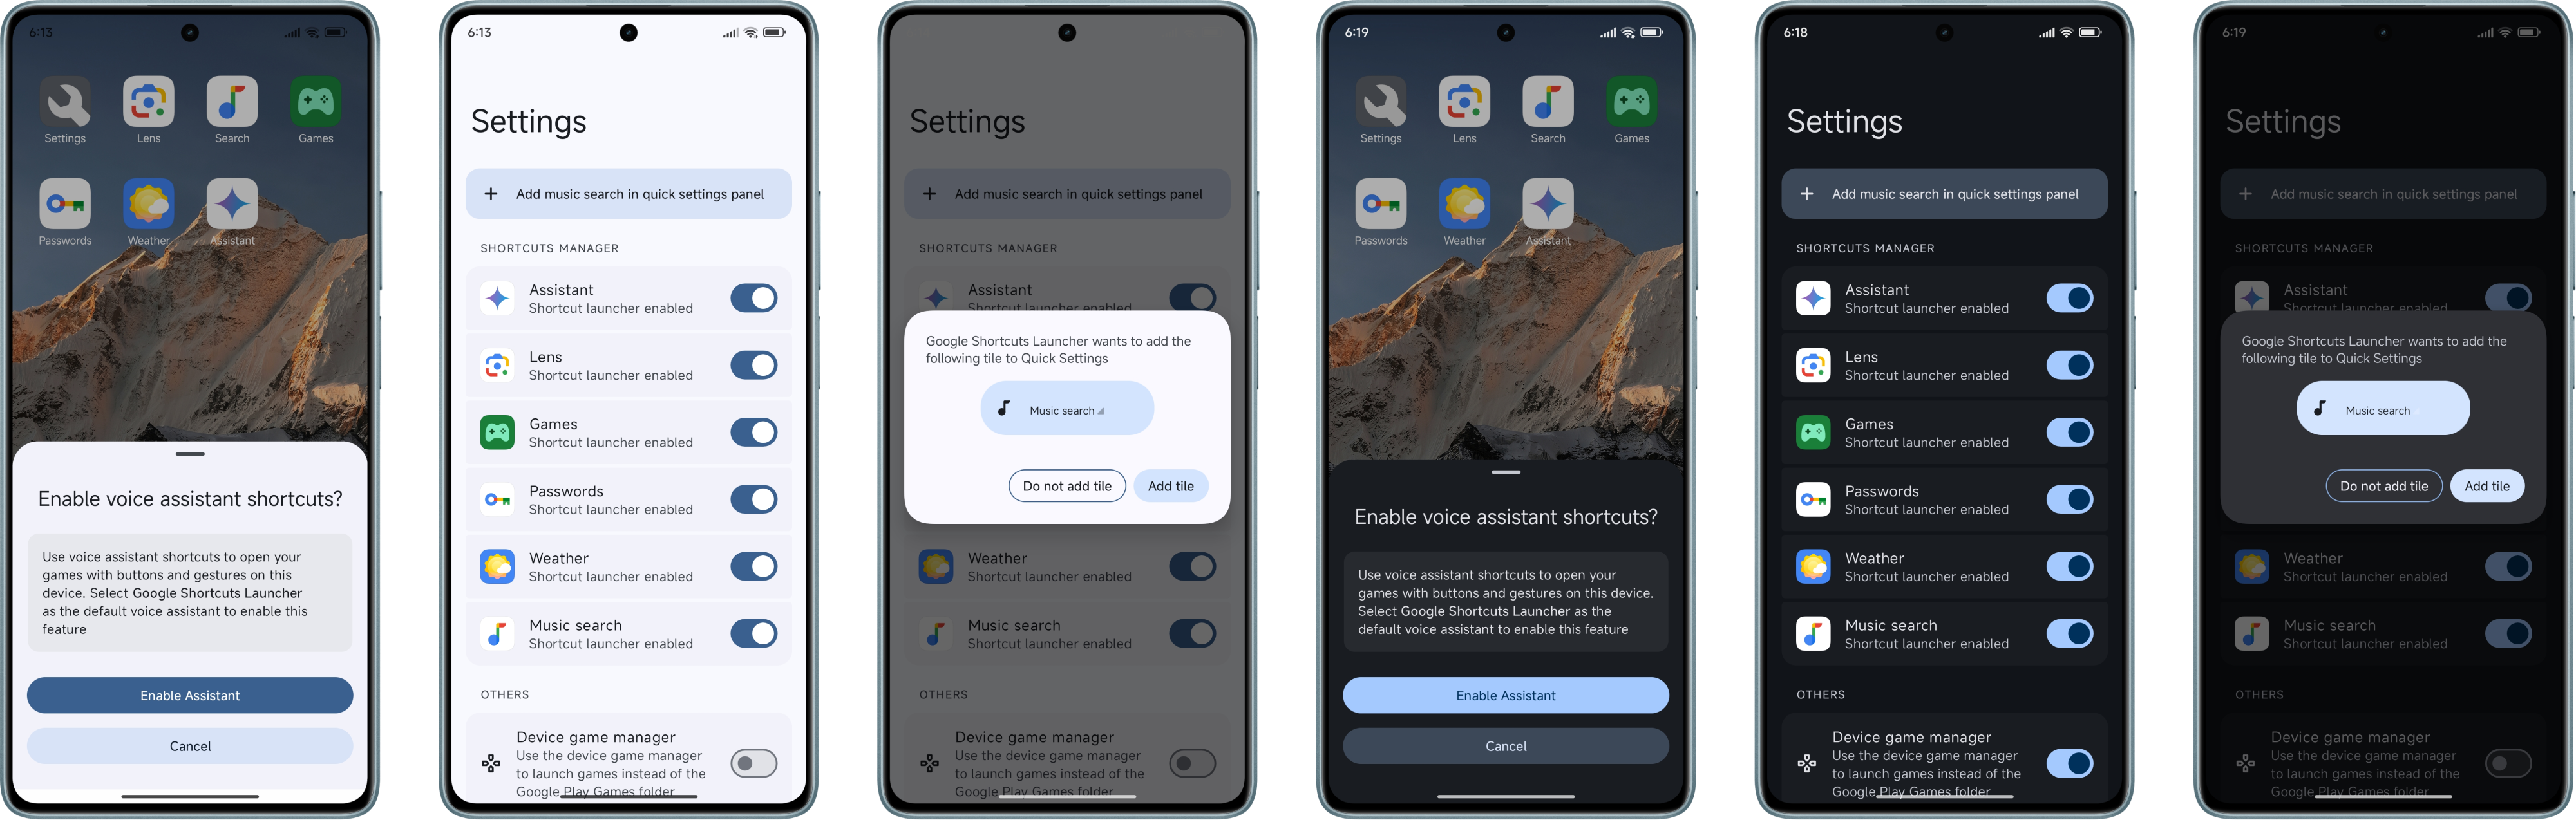 6:13
Settings
Lens
Search
Games
Passwords
Weather
Assistant
Enable voice assistant shortcuts?
Use voice assistant shortcuts to open your
games with buttons and gestures on this
device. Select Google Shortcuts Launcher
as the default voice assistant to enable this
feature
Enable Assistant
Cancel
6:13
Settings
Add music search in quick settings panel
SHORTCUTS MANAGER
Assistant
Shortcut launcher enabled
Lens
Shortcut launcher enabled
Games
Shortcut launcher enabled
Passwords
Shortcut launcher enabled
Weather
Shortcut launcher enabled
Music search
Shortcut launcher enabled
OTHERS
Device game manager
Use the device game manager
to launch games instead of the
Google Play Games folder
Settings
Add music search in quick settings panel
SHORTCUTS MANAGER
Assistant
Shortcut launcher enabled
Google Shortcuts Launcher wants to add the
following tile to Quick Settings
Music search
Do not add tile
Add tile
Weather
Shortcut launcher enabled
Music search
Shortcut launcher enabled
OTHERS
Device game manager
Use the device game manager
to launch games instead of the
Google Play Games folder
6:19
Settings
Lens
Search
Games
Passwords
Weather
Assistant
Enable voice assistant shortcuts?
Use voice assistant shortcuts to open your
games with buttons and gestures on this device.
Select Google Shortcuts Launcher as the
default voice assistant to enable this feature
Enable Assistant
Cancel
6:18
Settings
Add music search in quick settings panel
SHORTCUTS MANAGER
Assistant
Shortcut launcher enabled
Lens
Shortcut launcher enabled
Games
Shortcut launcher enabled
Passwords
Shortcut launcher enabled
Weather
Shortcut launcher enabled
Music search
Shortcut launcher enabled
OTHERS
Device game manager
Use the device game manager
to launch games instead of the
Google Play Games folder
6:19
Settings
Add music search in quick settings panel
SHORTCUTS MANAGER
Assistant
Shortcut launcher enabled
Google Shortcuts Launcher wants to add the
following tile to Quick Settings
Music search
Do not add tile
Add tile
Weather
Shortcut launcher enabled
Music search
Shortcut launcher enabled
OTHERS
Device game manager
Use the device game manager
to launch games instead of the
Google Play Games folder